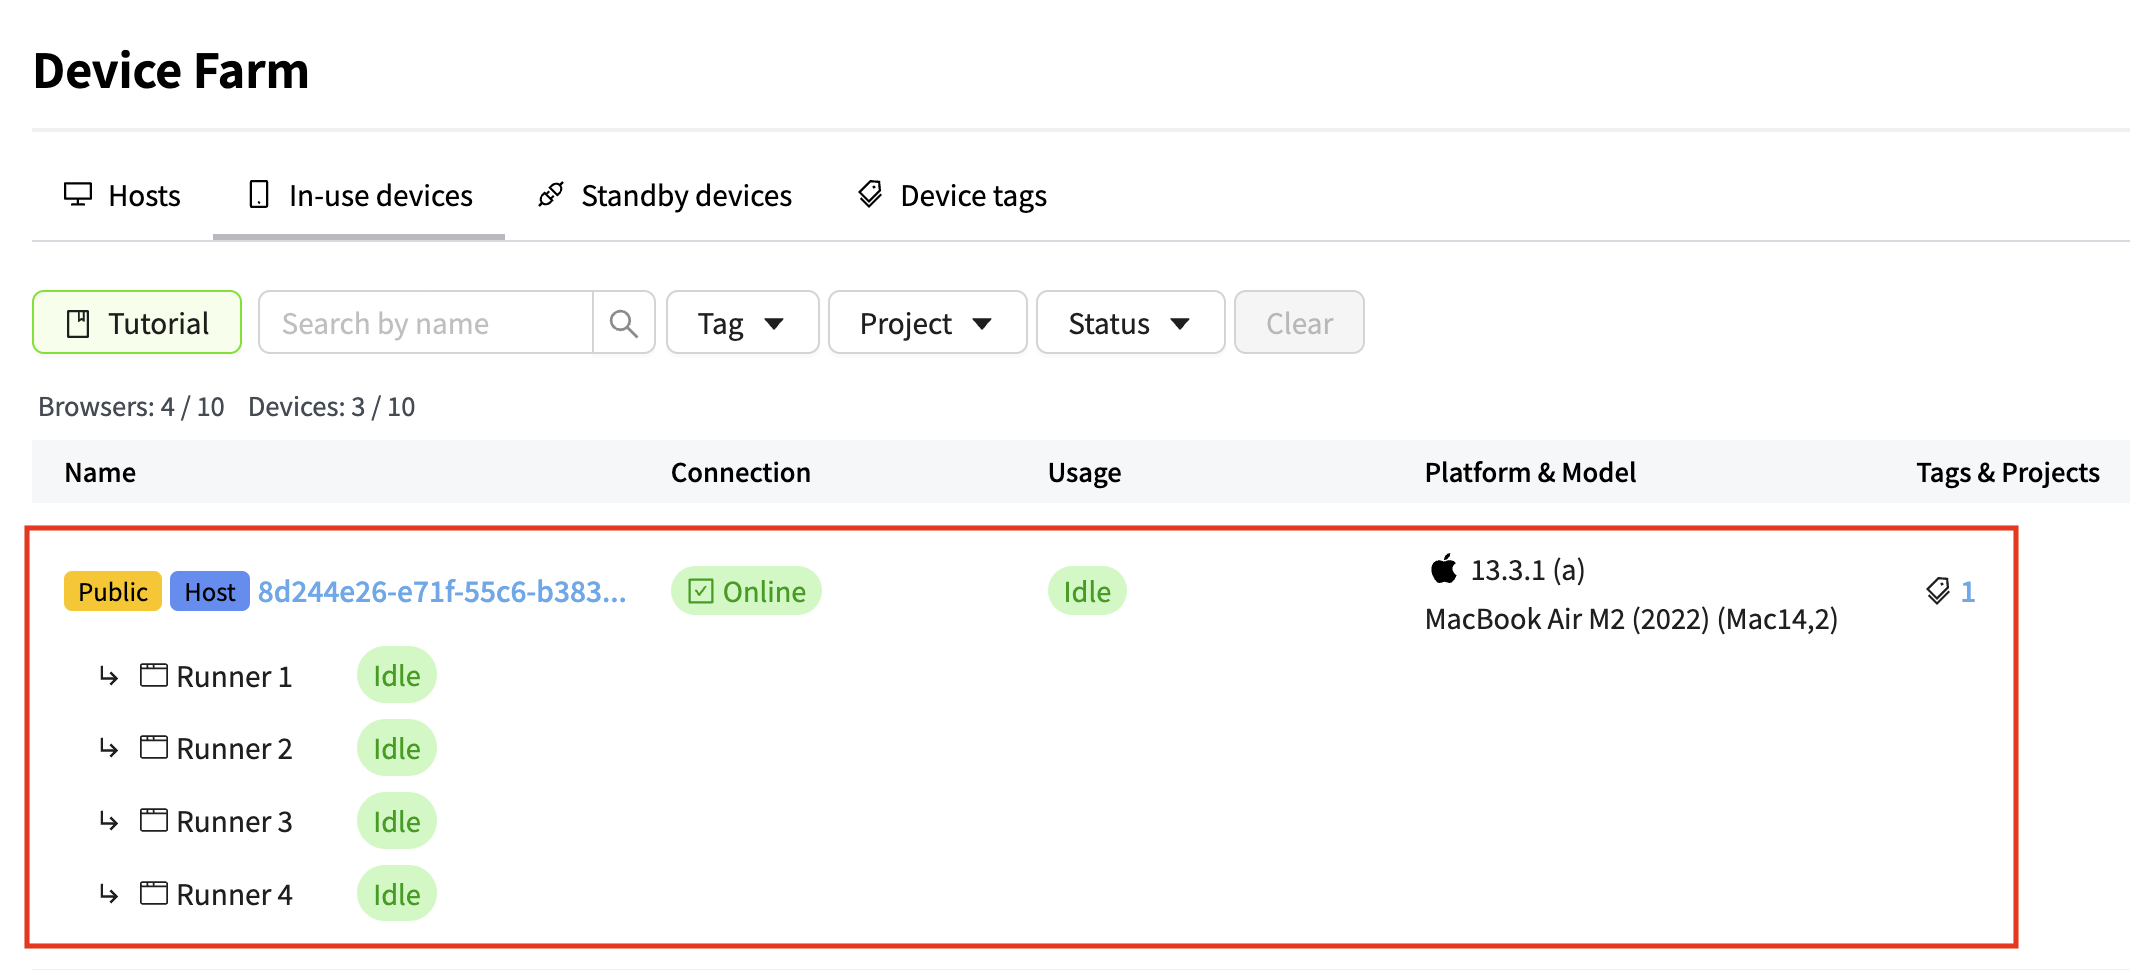 Device Farm
Hosts In-use devices Standby devices Device tags
Tutorial Search by name Tag Project Status Clear
Browsers: 4 / 10 Devices: 3 / 10
Name Connection Usage Platform & Model Tags & Projects
Public Host 8d244e26-e71f-55c6-b383... Online Idle 13.3.1 (a) 1
MacBook Air M2 (2022) (Mac14,2)
Runner 1 Idle
Runner 2 Idle
Runner 3 Idle
Runner 4 Idle